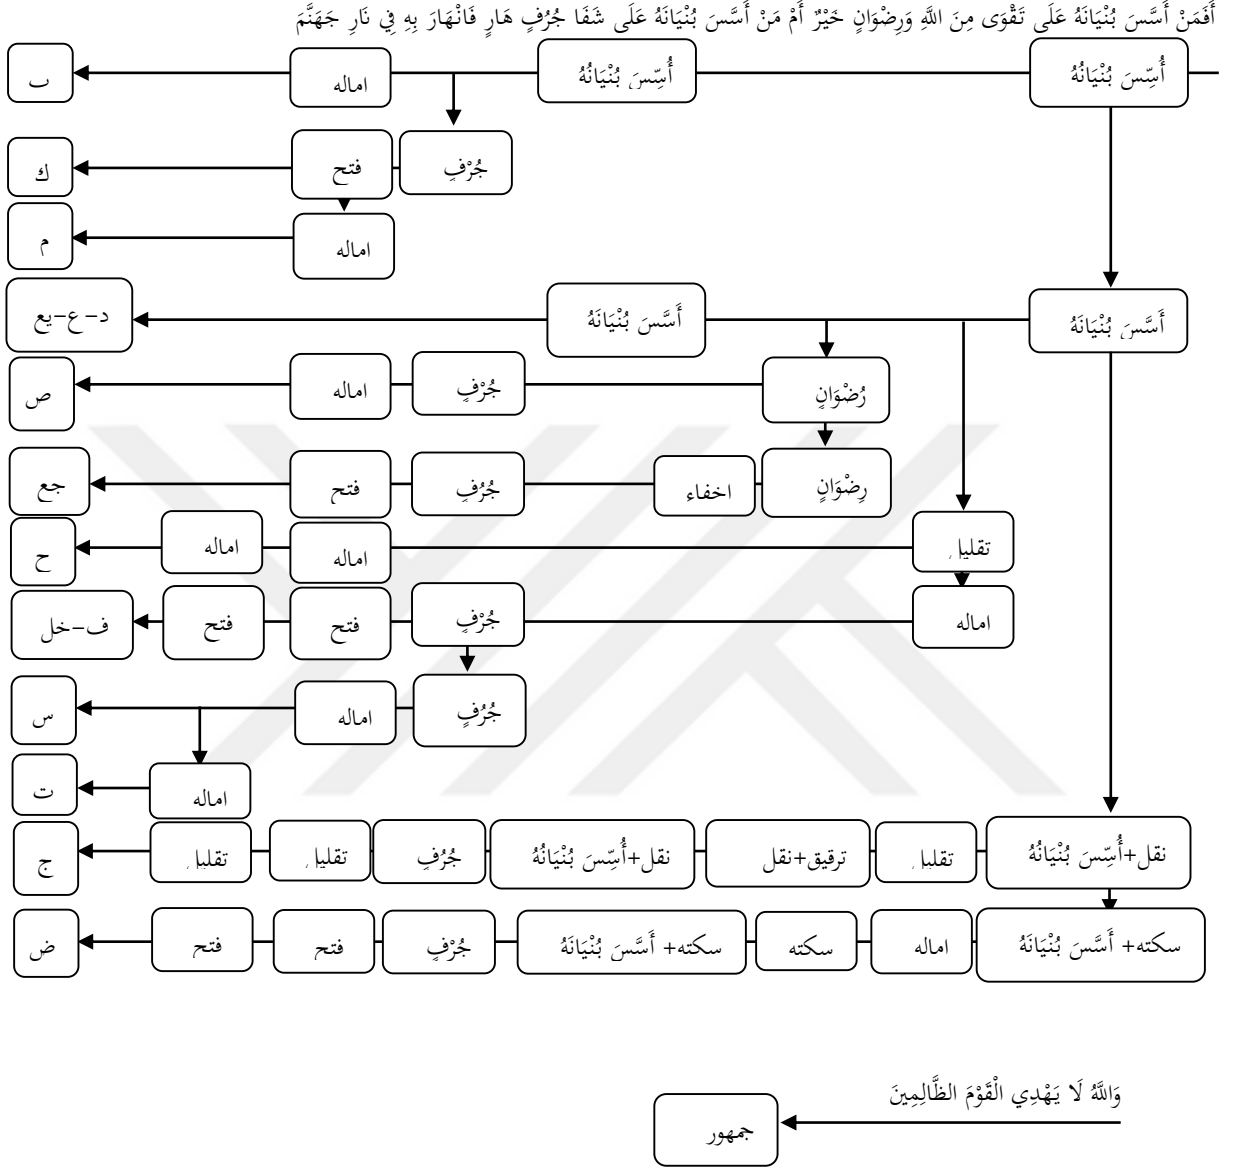 أَفَمَنْ أَسَّسَ بُنْيَانَهُ عَلَى تَقْوَى مِنَ اللَّهِ وَرِضْوَانٍ خَيْرٌ أَمْ مَنْ أَسَّسَ بُنْيَانَهُ عَلَى شَفَا جُرُفٍ هَارٍ فَانْهَارَ بِهِ فِي نَارِ جَهَنَّمَ
أُسِّسَ بُنْيَانُهُ أُسِّسَ بُنْيَانُهُ اماله ب
جُرْفٍ فتح ك
اماله م
أَسَّسَ بُنْيَانَهُ أَسَّسَ بُنْيَانَهُ د-ع-يع
رُضْوَانٍ جُرْفٍ اماله ص
رِضْوَانٍ اخفاء جُرُفٍ فتح جع
تقليل اماله اماله ح
اماله جُرْفٍ فتح فتح ف-خل
جُرُفٍ اماله س
اماله ت
نقل+أُسِّسَ بُنْيَانُهُ تقليل ترقيق+نقل نقل+أُسِّسَ بُنْيَانُهُ جُرُفٍ تقليل تقليل ج
سكته+ أَسَّسَ بُنْيَانَهُ اماله سكته سكته+ أَسَّسَ بُنْيَانَهُ جُرْفٍ فتح فتح ض
وَاللَّهُ لَا يَهْدِي الْقَوْمَ الظَّالِمِينَ
جمهور